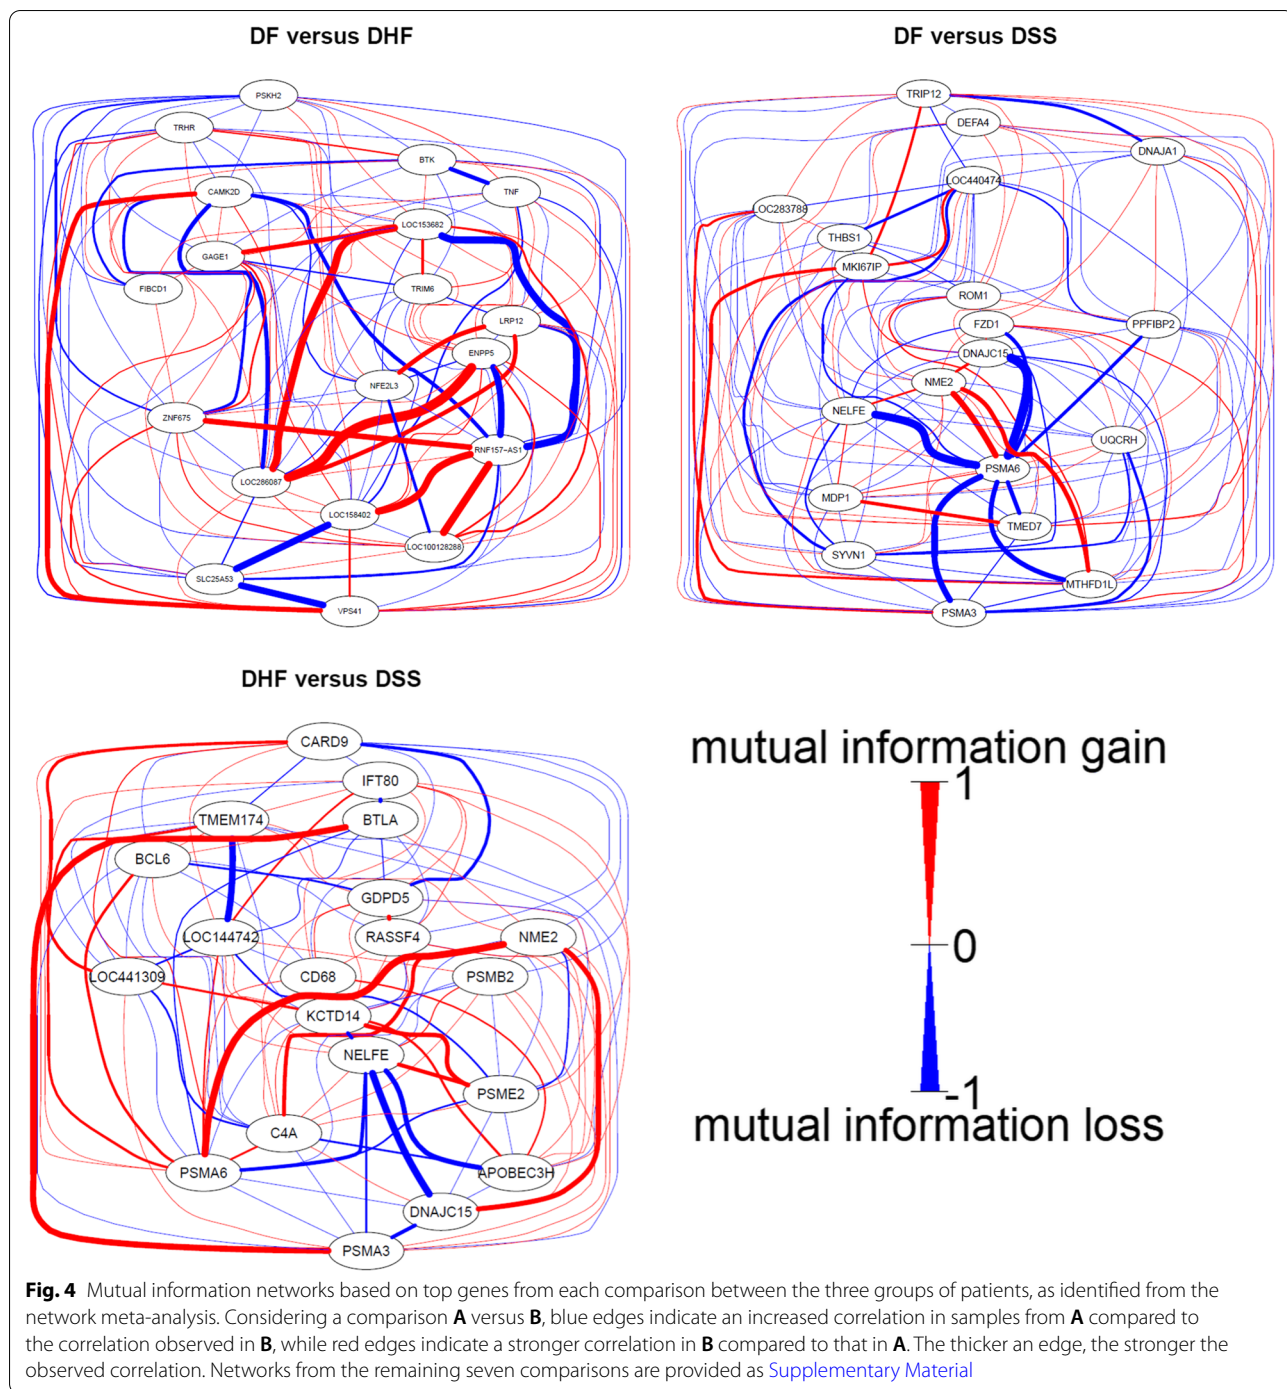 DF versus DHF
PSKH2
TRHR
BTK
CAMK2D
TNF
LOC153682
GAGE1
FIBCD1
TRIM6
LRP12
ENPP5
NFE2L3
ZNF675
RNF157-AS1
LOC286087
LOC158402
LOC100128288
SLC25A53
VPS41
DF versus DSS
TRIP12
DEFA4
DNAJA1
LOC440474
LOC283788
THBS1
MKI67IP
ROM1
FZD1
PPFIBP2
DNAJC15
NME2
NELFE
UQCRH
PSMA6
MDP1
TMED7
SYVN1
MTHFD1L
PSMA3
DHF versus DSS
CARD9
IFT80
TMEM174
BTLA
BCL6
GDPD5
LOC144742
RASSF4
NME2
LOC441309
CD68
PSMB2
KCTD14
NELFE
PSME2
C4A
PSMA6
APOBEC3H
DNAJC15
PSMA3
mutual information gain
1
0
-1
mutual information loss
Fig. 4 Mutual information networks based on top genes from each comparison between the three groups of patients, as identified from the
network meta-analysis. Considering a comparison A versus B, blue edges indicate an increased correlation in samples from A compared to
the correlation observed in B, while red edges indicate a stronger correlation in B compared to that in A. The thicker an edge, the stronger the
observed correlation. Networks from the remaining seven comparisons are provided as Supplementary Material